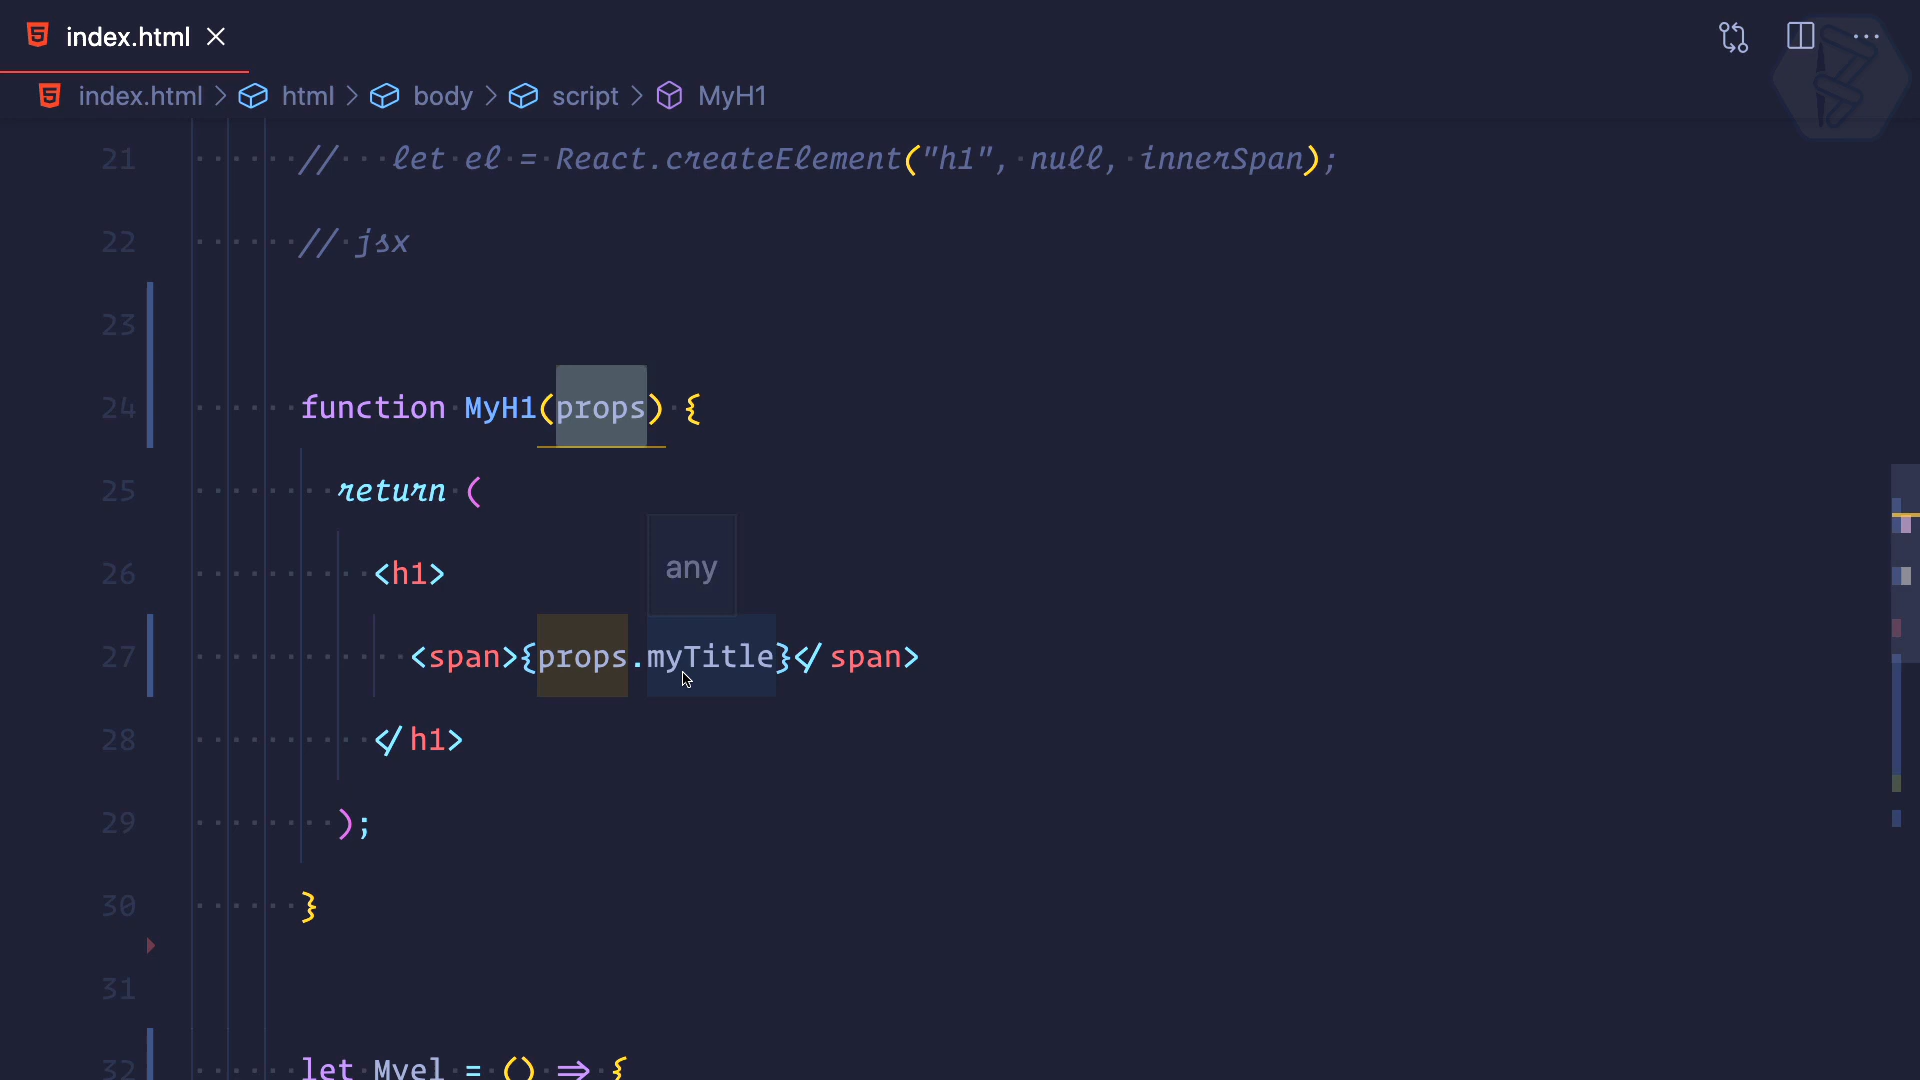 index.html
index.html > html > body > script > MyH1
21 //   let el = React.createElement("h1", null, innerSpan);
22 // jsx
23
24 function MyH1(props) {
25 return (
any
26 <h1>
27 <span>{props.myTitle}</span>
28 </h1>
29 );
30 }
31
32 let Myel = () => {